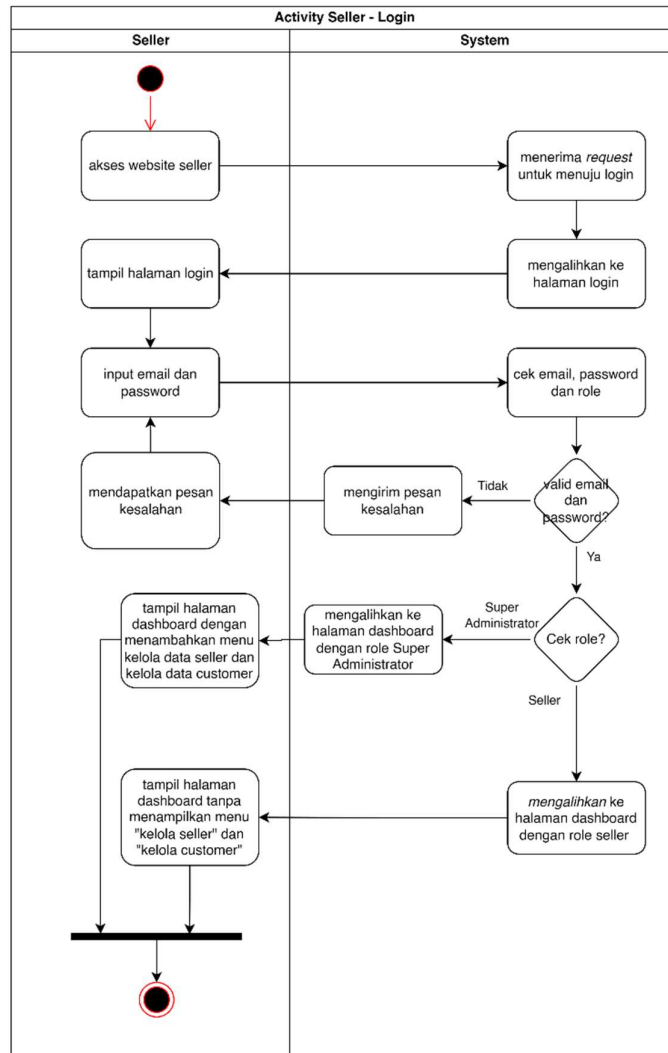 Activity Seller - Login
Seller
System
akses website seller
menerima request
untuk menuju login
tampil halaman login
mengalihkan ke
halaman login
input email dan
password
cek email, password
dan role
mendapatkan pesan
kesalahan
mengirim pesan
kesalahan
Tidak
valid email
dan
password?
Ya
tampil halaman
dashboard dengan
menambahkan menu
kelola data seller dan
kelola data customer
mengalihkan ke
halaman dashboard
dengan role Super
Administrator
Super
Administrator
Cek role?
Seller
tampil halaman
dashboard tanpa
menampilkan menu
"kelola seller" dan
"kelola customer"
mengalihkan ke
halaman dashboard
dengan role seller